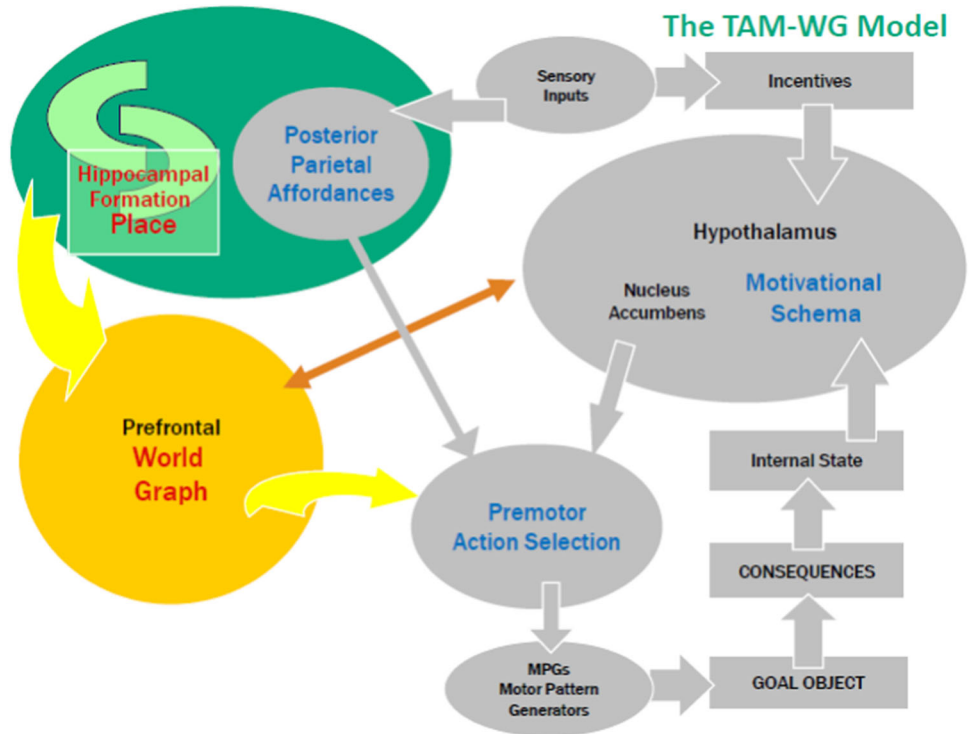 The TAM-WG Model
Sensory
Inputs
Incentives
Posterior
Parietal
Affordances
Hippocampal
Formation
Place
Hypothalamus
Nucleus
Accumbens
Motivational
Schema
Prefrontal
World
Graph
Internal State
Premotor
Action Selection
CONSEQUENCES
MPGs
Motor Pattern
Generators
GOAL OBJECT